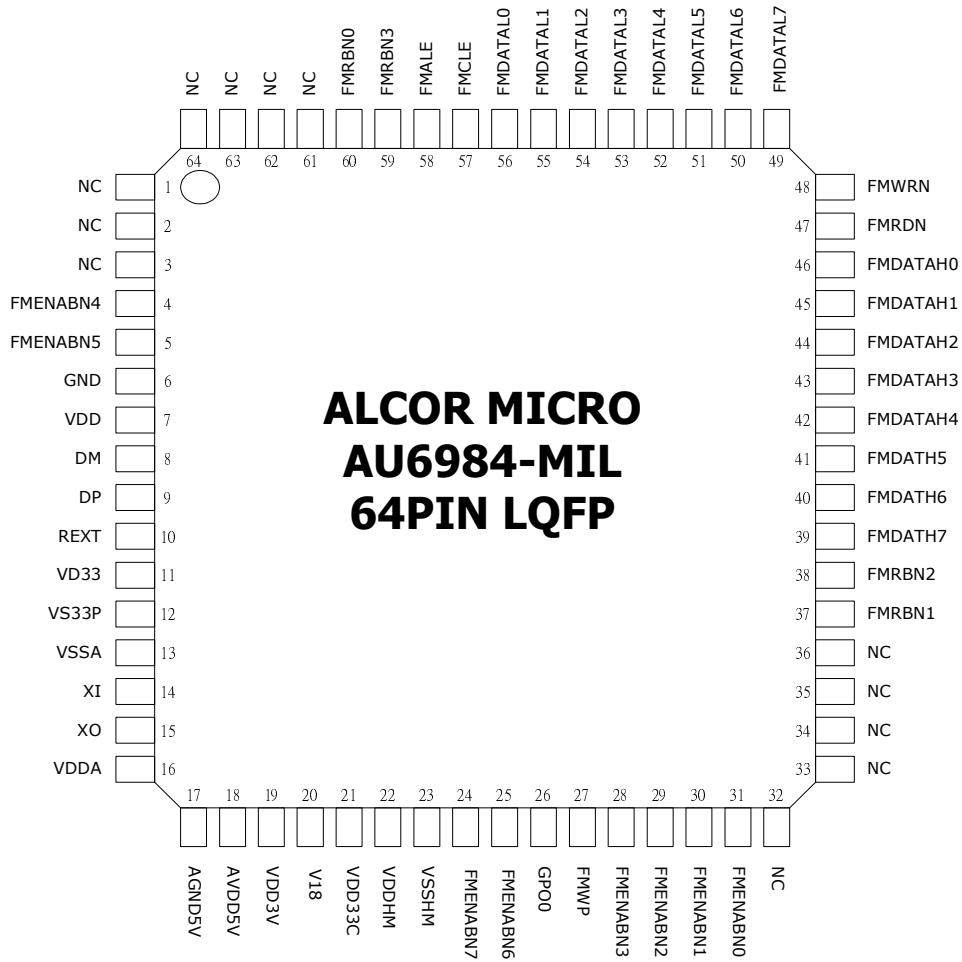 NC
NC
NC
NC
FMRBN0
FMRBN3
FMALE
FMCLE
FMDATAL0
FMDATAL1
FMDATAL2
FMDATAL3
FMDATAL4
FMDATAL5
FMDATAL6
FMDATAL7
64 63 62 61 60 59 58 57 56 55 54 53 52 51 50 49
NC 1
NC 2
NC 3
FMENABN4 4
FMENABN5 5
GND 6
VDD 7
DM 8
DP 9
REXT 10
VD33 11
VS33P 12
VSSA 13
XI 14
XO 15
VDDA 16
ALCOR MICRO
AU6984-MIL
64PIN LQFP
48 FMWRN
47 FMRDN
46 FMDATAH0
45 FMDATAH1
44 FMDATAH2
43 FMDATAH3
42 FMDATAH4
41 FMDATH5
40 FMDATH6
39 FMDATH7
38 FMRBN2
37 FMRBN1
36 NC
35 NC
34 NC
33 NC
17 18 19 20 21 22 23 24 25 26 27 28 29 30 31 32
AGND5V
AVDD5V
VDD3V
V18
VDD33C
VDDHM
VSSHM
FMENABN7
FMENABN6
GPO0
FMWP
FMENABN3
FMENABN2
FMENABN1
FMENABN0
NC